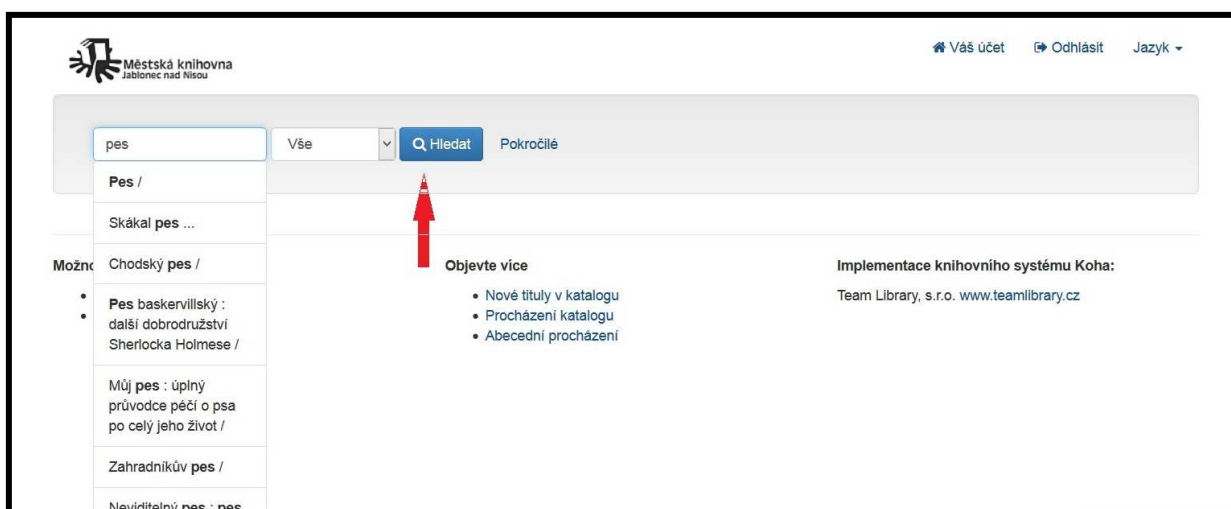 Městská knihovna
Jablonec nad Nisou
Váš účet Odhlásit Jazyk
pes Vše Hledat Pokročilé
Pes /
Skákal pes ...
Chodský pes /
Pes baskervillský :
další dobrodružství
Sherlocka Holmese /
Můj pes : úplný
průvodce péčí o psa
po celý jeho život /
Zahradníkův pes /
Neviditelný pes : pes
Objevte více
Nové tituly v katalogu
Procházení katalogu
Abecední procházení
Implementace knihovního systému Koha:
Team Library, s.r.o. www.teamlibrary.cz